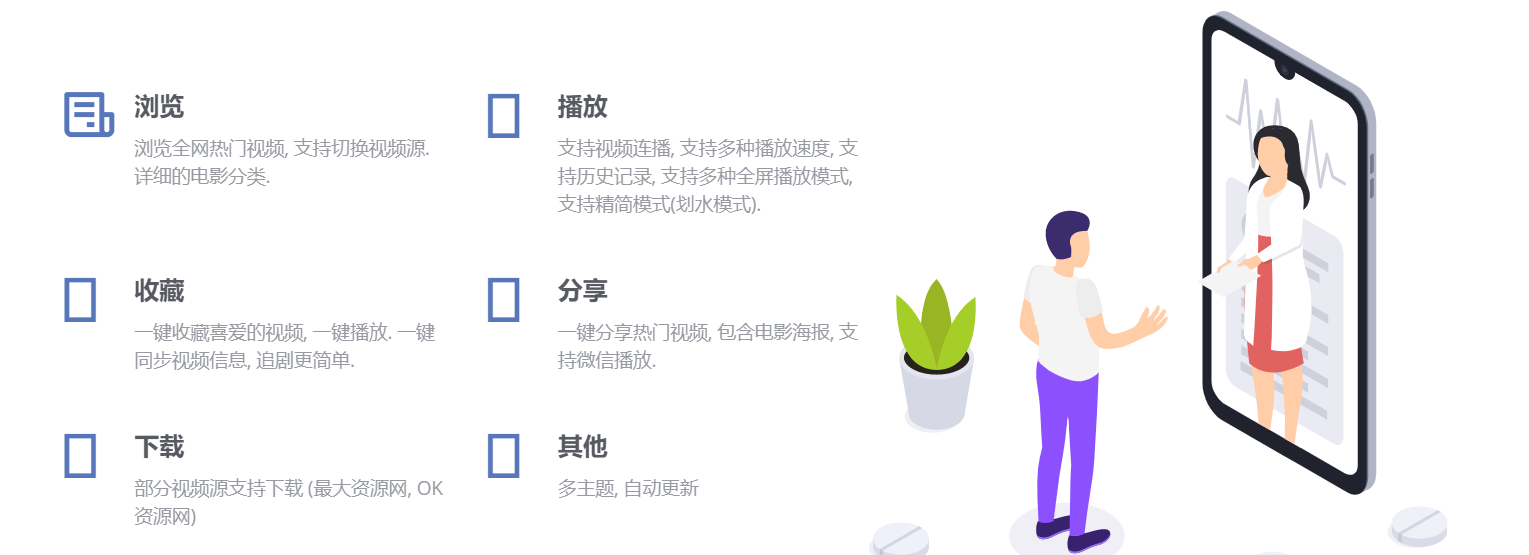 浏览
浏览全网热门视频, 支持切换视频源.
详细的电影分类.
播放
支持视频连播, 支持多种播放速度, 支
持历史记录, 支持多种全屏播放模式,
支持精简模式(划水模式).
收藏
一键收藏喜爱的视频, 一键播放. 一键
同步视频信息, 追剧更简单.
分享
一键分享热门视频, 包含电影海报, 支
持微信播放.
下载
部分视频源支持下载 (最大资源网, OK
资源网)
其他
多主题, 自动更新